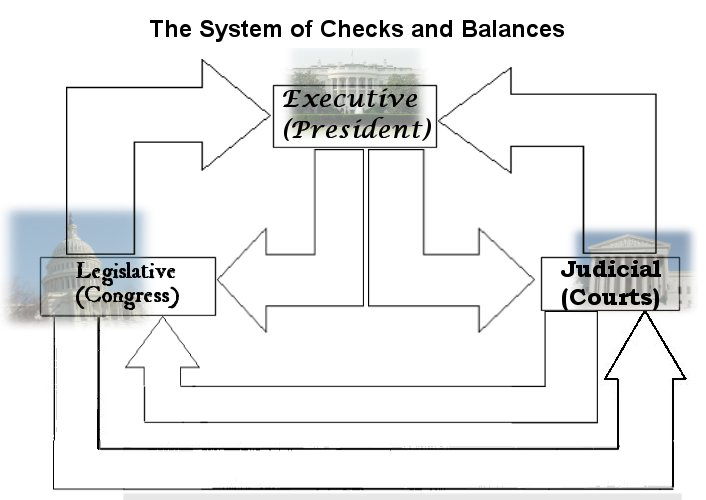 The System of Checks and Balances
Executive
(President)
Legislative
(Congress)
Judicial
(Courts)